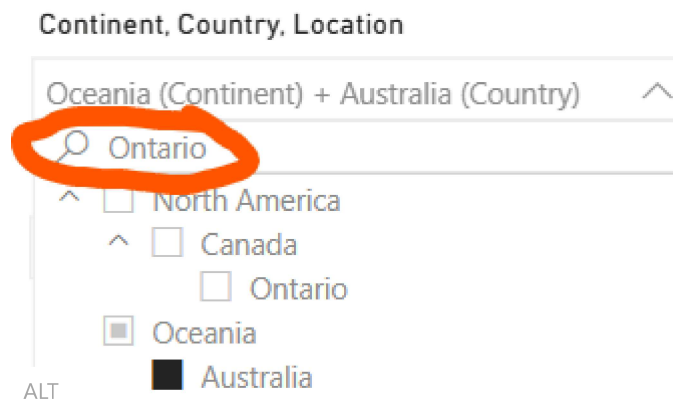 Continent, Country, Location
Oceania (Continent) + Australia (Country)
Ontario
North America
Canada
Ontario
Oceania
Australia
ALT